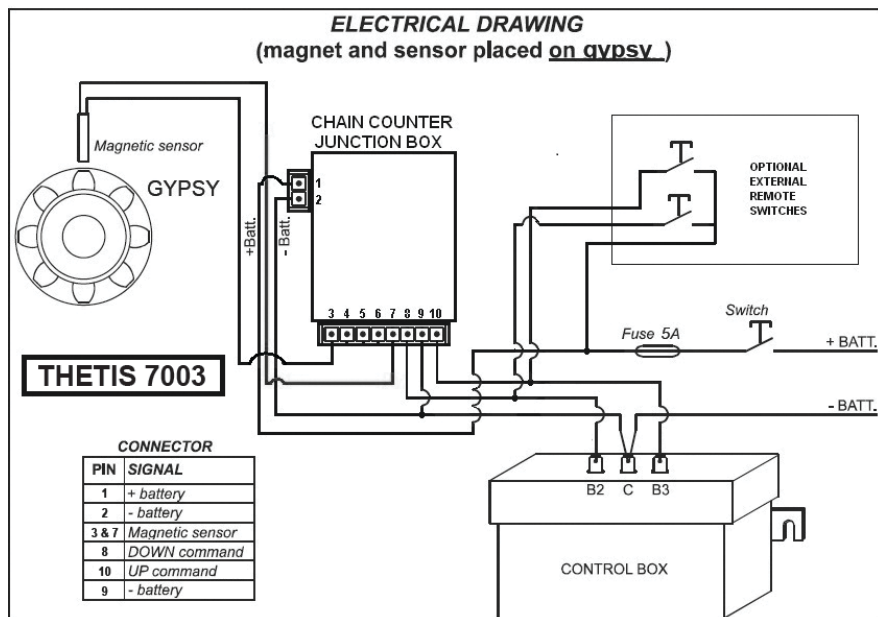 ELECTRICAL DRAWING
(magnet and sensor placed on gypsy )
Magnetic sensor
GYPSY
CHAIN COUNTER
JUNCTION BOX
1
2
+Batt.
- Batt.
3 4 5 6 7 8 9 10
OPTIONAL
EXTERNAL
REMOTE
SWITCHES
Fuse 5A
Switch
+ BATT.
- BATT.
THETIS 7003
CONNECTOR
PIN SIGNAL
1 + battery
2 - battery
3 & 7 Magnetic sensor
8 DOWN command
10 UP command
9 - battery
B2 C B3
CONTROL BOX